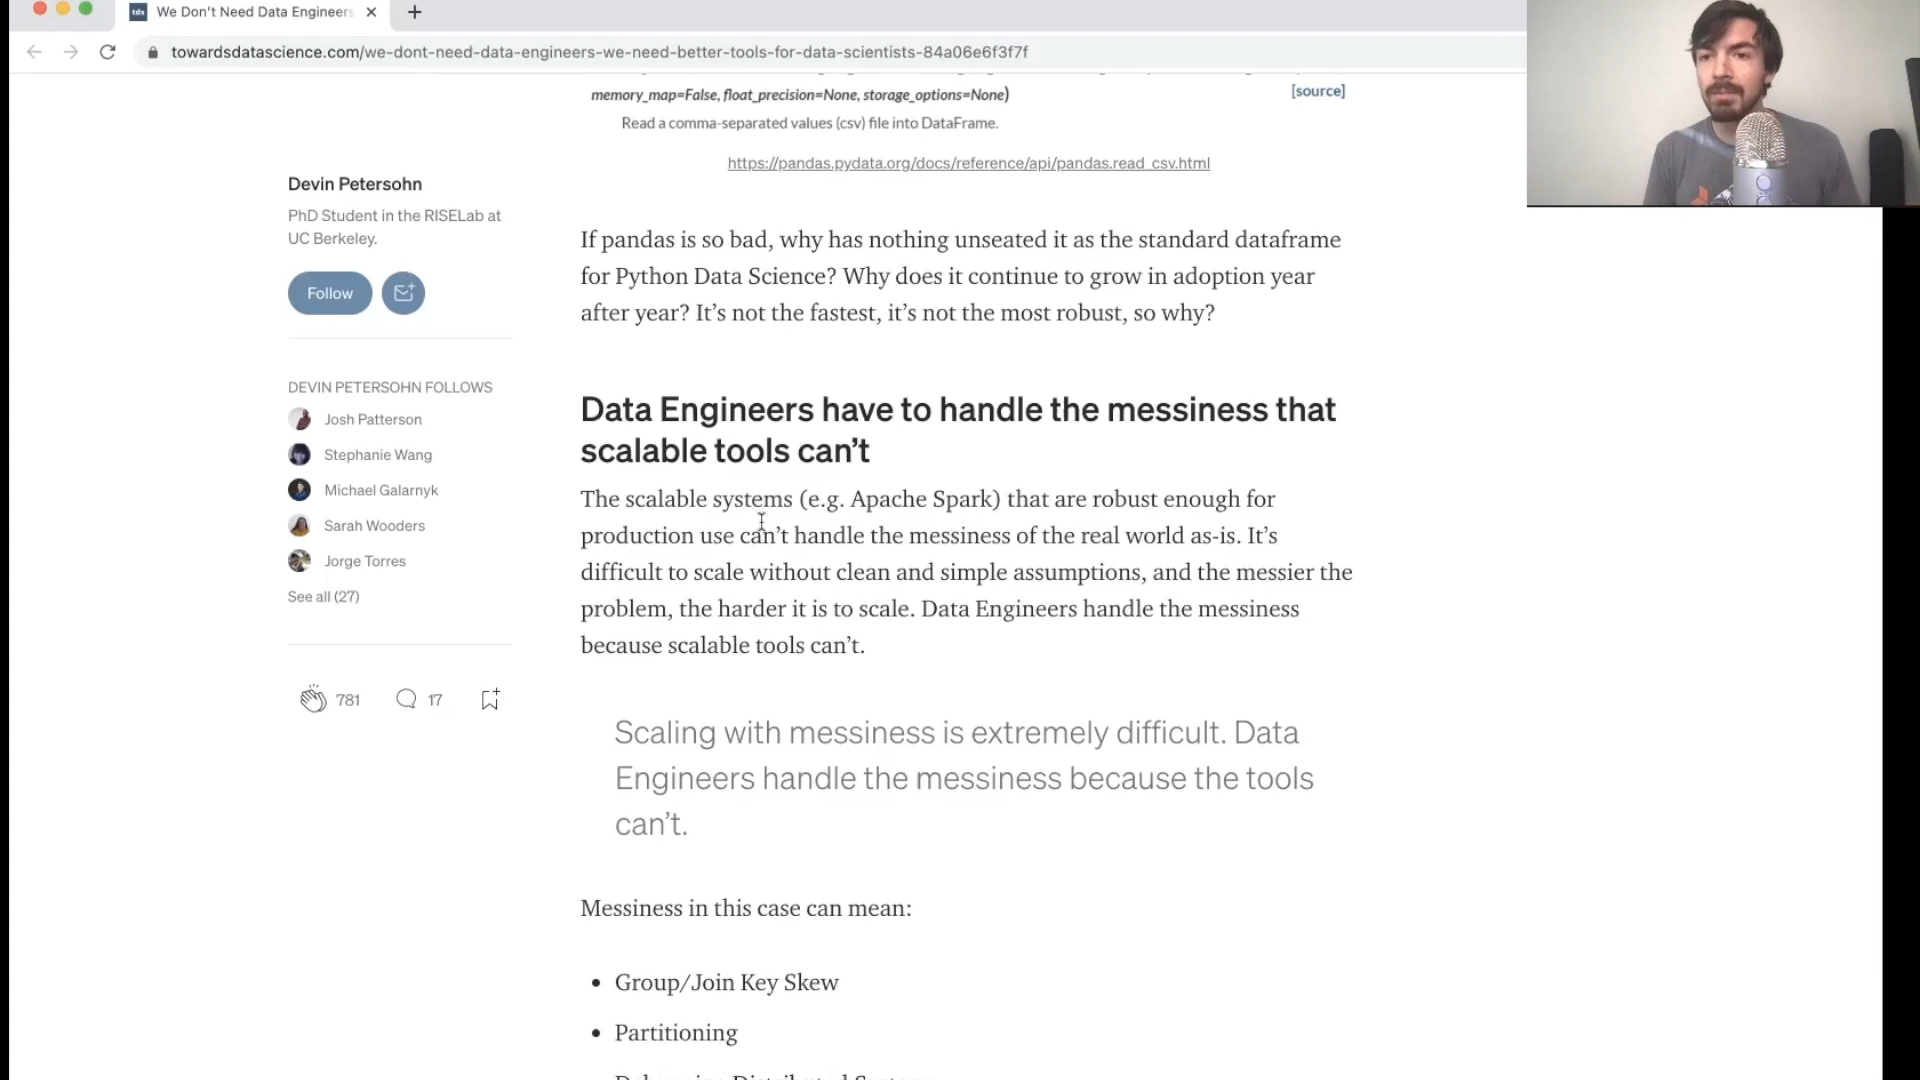 We Don't Need Data Engineers
towardsdatascience.com/we-dont-need-data-engineers-we-need-better-tools-for-data-scientists-84a06e6f3f7f
memory_map=False, float_precision=None, storage_options=None)
[source]
Read a comma-separated values (csv) file into DataFrame.
https://pandas.pydata.org/docs/reference/api/pandas.read_csv.html
Devin Petersohn
PhD Student in the RISELab at
UC Berkeley.
Follow
DEVIN PETERSOHN FOLLOWS
Josh Patterson
Stephanie Wang
Michael Galarnyk
Sarah Wooders
Jorge Torres
See all (27)
781
17
If pandas is so bad, why has nothing unseated it as the standard dataframe
for Python Data Science? Why does it continue to grow in adoption year
after year? It's not the fastest, it's not the most robust, so why?
Data Engineers have to handle the messiness that
scalable tools can't
The scalable systems (e.g. Apache Spark) that are robust enough for
production use can't handle the messiness of the real world as-is. It's
difficult to scale without clean and simple assumptions, and the messier the
problem, the harder it is to scale. Data Engineers handle the messiness
because scalable tools can't.
Scaling with messiness is extremely difficult. Data
Engineers handle the messiness because the tools
can't.
Messiness in this case can mean:
• Group/Join Key Skew
• Partitioning